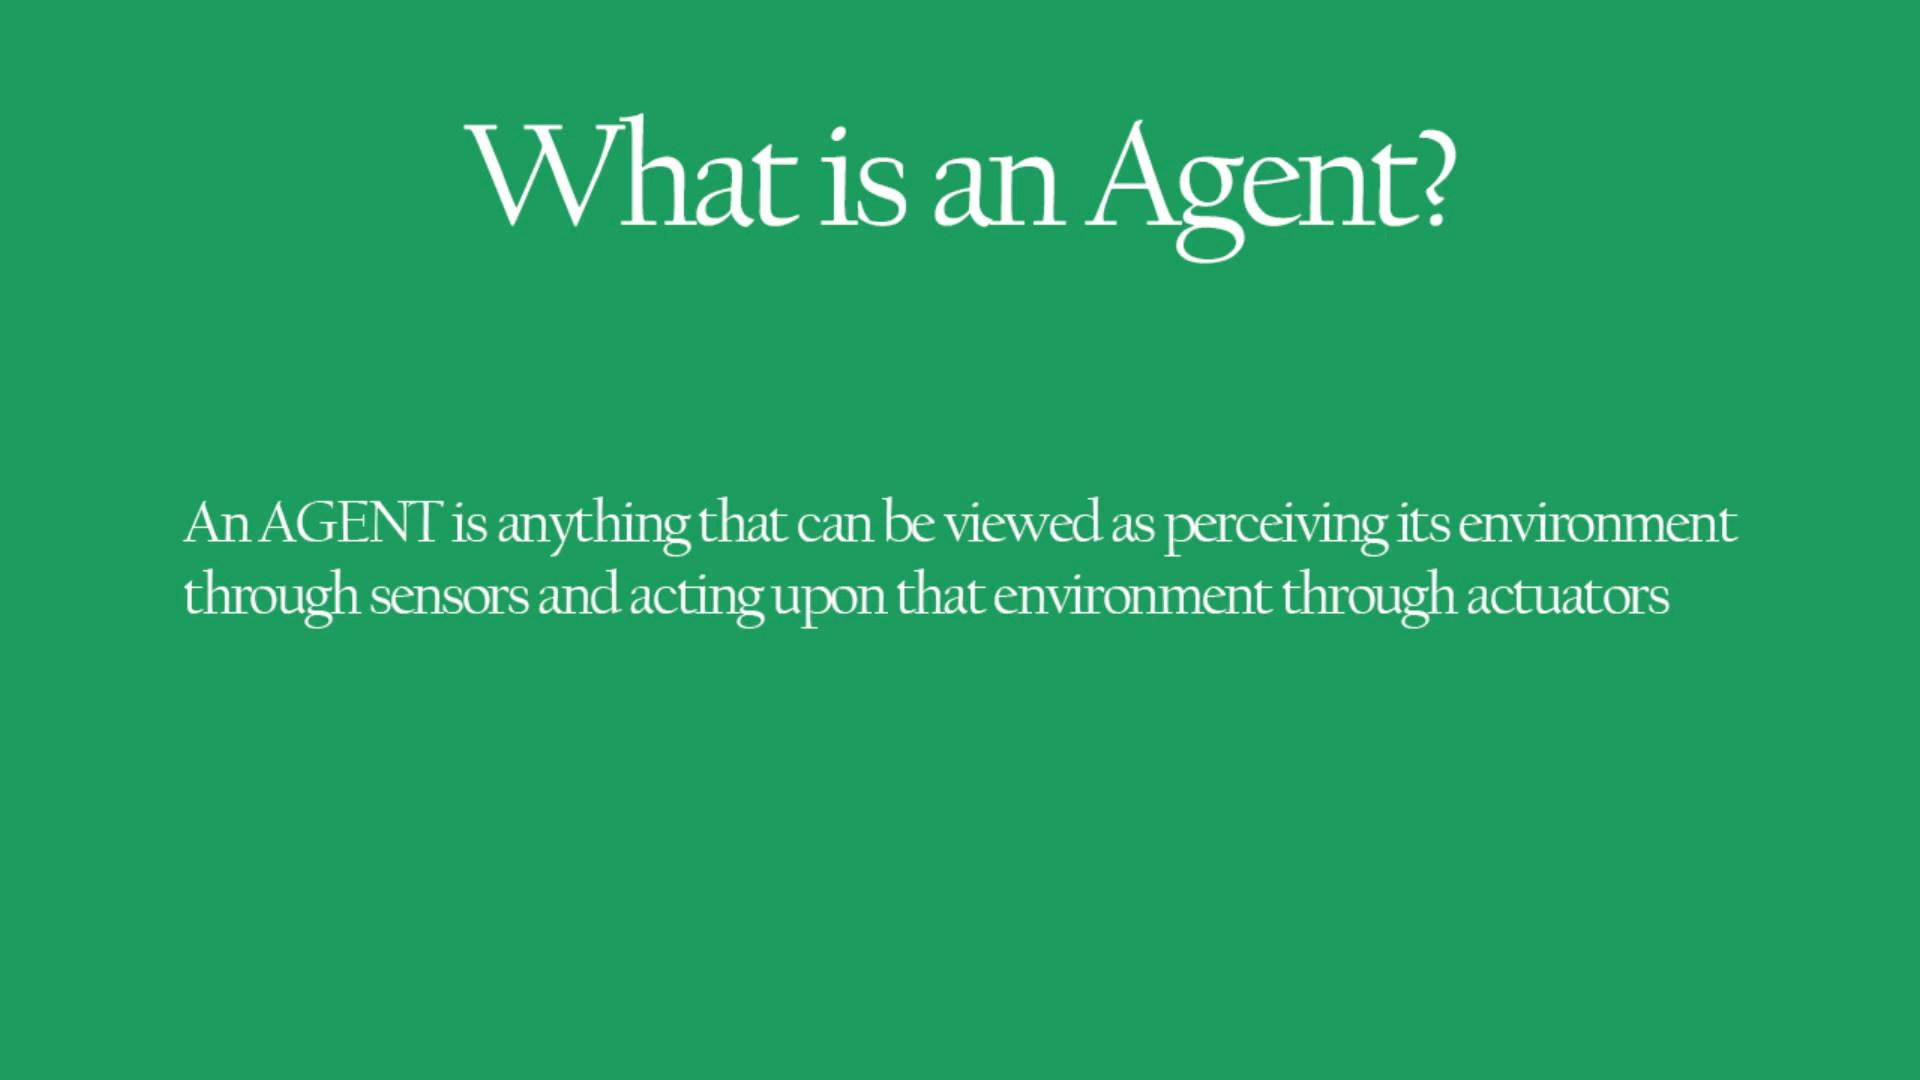 What is an Agent?
An AGENT is anything that can be viewed as perceiving its environment
through sensors and acting upon that environment through actuators